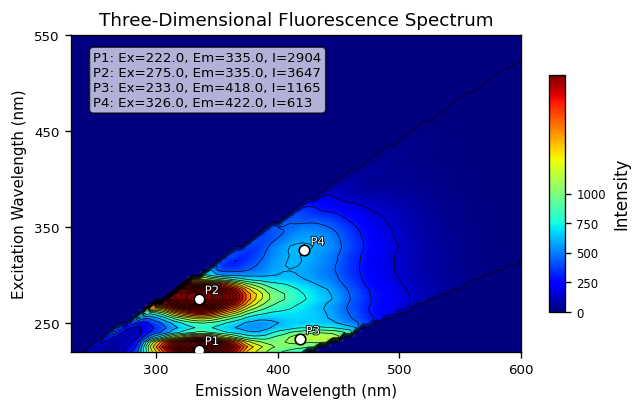 Three-Dimensional Fluorescence Spectrum
550
P1: Ex=222.0, Em=335.0, I=2904
P2: Ex=275.0, Em=335.0, I=3647
P3: Ex=233.0, Em=418.0, I=1165
P4: Ex=326.0, Em=422.0, I=613
450
350
250
Excitation Wavelength (nm)
P4
P2
P3
P1
300
400
500
600
Emission Wavelength (nm)
1000
750
500
250
0
Intensity